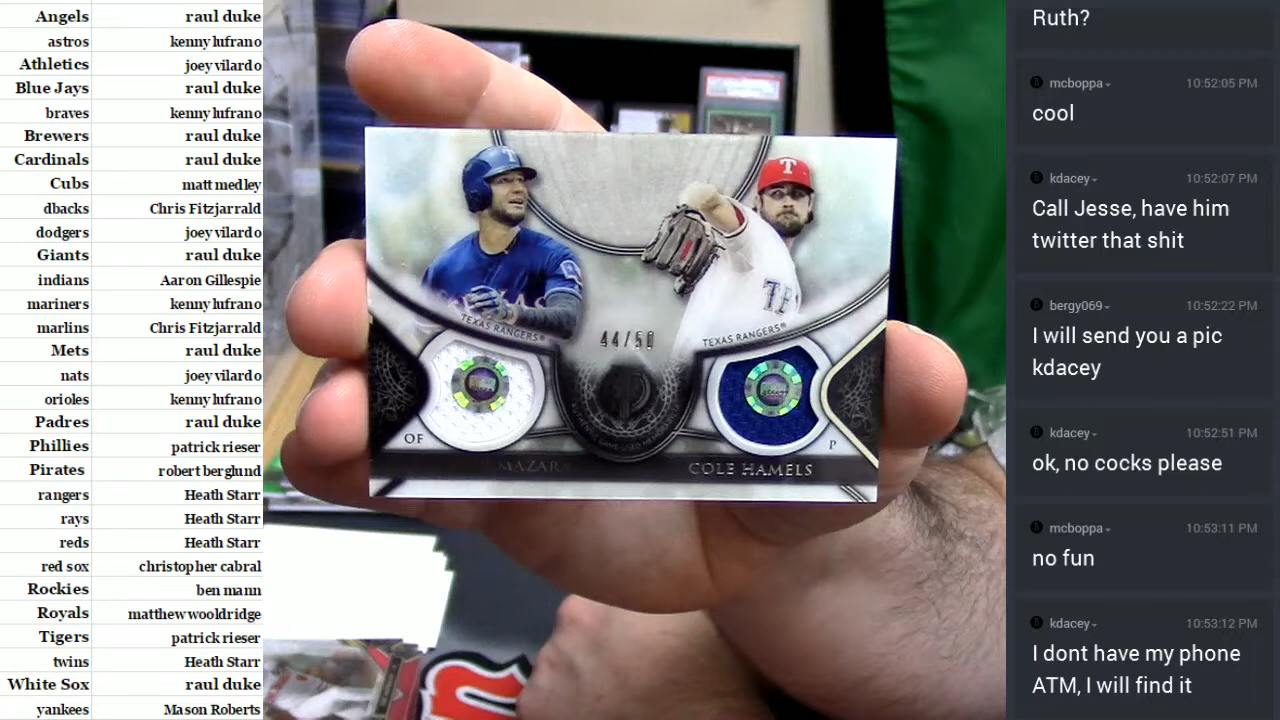 Angels raul duke
astros kenny lufrano
Athletics joey vilardo
Blue Jays raul duke
braves kenny lufrano
Brewers raul duke
Cardinals raul duke
Cubs matt medley
dbacks Chris Fitzjarrald
dodgers joey vilardo
Giants raul duke
indians Aaron Gillespie
mariners kenny lufrano
marlins Chris Fitzjarrald
Mets raul duke
nats joey vilardo
orioles kenny lufrano
Padres raul duke
Phillies patrick rieser
Pirates robert berglund
rangers Heath Starr
rays Heath Starr
reds Heath Starr
red sox christopher cabral
Rockies ben mann
Royals matthew wooldridge
Tigers patrick rieser
twins Heath Starr
White Sox raul duke
yankees Mason Roberts
T
T
TE
TEXAS RANGERS®
44/50
TEXAS RANGERS®
OF
P
MAZARA
COLE HAMELS
Ruth?
mcboppa 10:52:05 PM
cool
kdacey 10:52:07 PM
Call Jesse, have him
twitter that shit
bergy069 10:52:22 PM
I will send you a pic
kdacey
kdacey 10:52:51 PM
ok, no cocks please
mcboppa 10:53:11 PM
no fun
kdacey 10:53:12 PM
I dont have my phone
ATM, I will find it